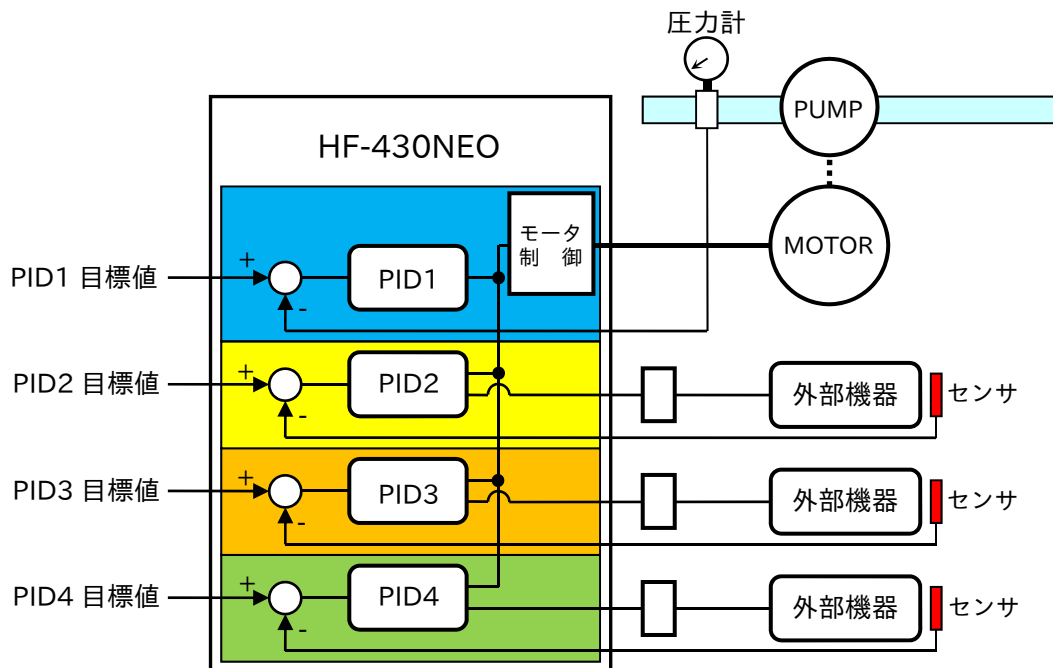 圧力計
PUMP
HF-430NEO
モータ
制 御
MOTOR
PID1 目標値
+
-
PID1
PID2 目標値
+
-
PID2
外部機器
センサ
PID3 目標値
+
-
PID3
外部機器
センサ
PID4 目標値
+
-
PID4
外部機器
センサ